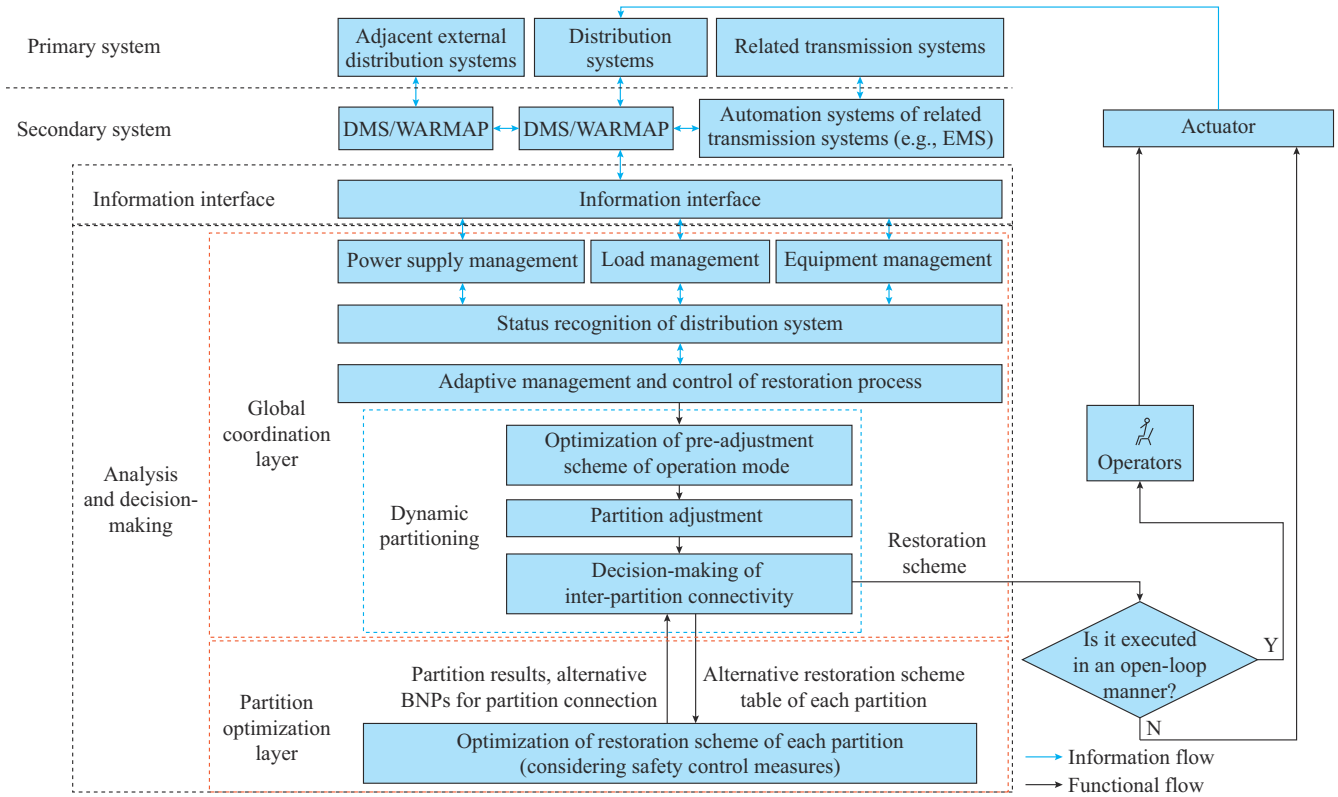 Primary system
Adjacent external
distribution systems
Distribution
systems
Related transmission systems
Secondary system
DMS/WARMAP
DMS/WARMAP
Automation systems of related
transmission systems (e.g., EMS)
Actuator
Information interface
Information interface
Power supply management
Load management
Equipment management
Status recognition of distribution system
Adaptive management and control of restoration process
Global
coordination
layer
Optimization of pre-adjustment
scheme of operation mode
Operators
Analysis
and decision-
making
Dynamic
partitioning
Partition adjustment
Decision-making of
inter-partition connectivity
Restoration
scheme
Is it executed
in an open-loop
manner?
Y
N
Partition results, alternative
BNPs for partition connection
Alternative restoration scheme
table of each partition
Partition
optimization
layer
Optimization of restoration scheme of each partition
(considering safety control measures)
Information flow
Functional flow